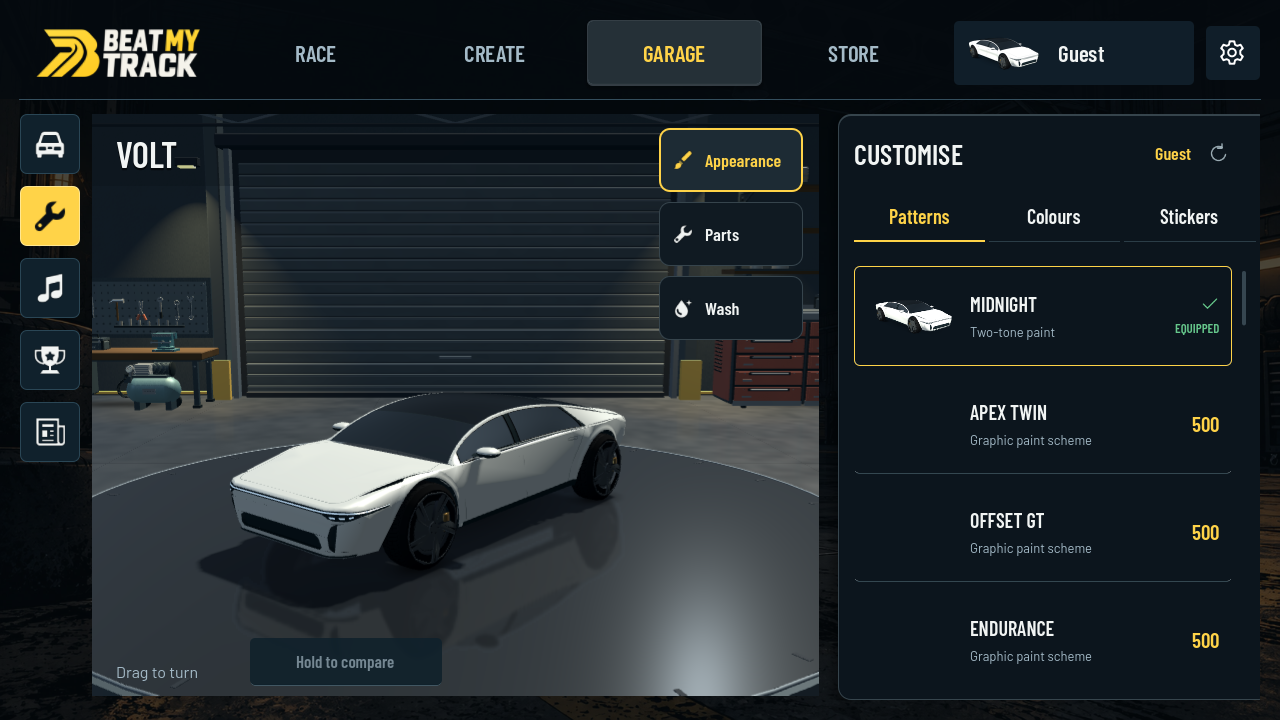 BEAT MY
TRACK
RACE
CREATE
GARAGE
STORE
Guest
VOLT
Appearance
Parts
Wash
Drag to turn
Hold to compare
CUSTOMISE
Guest
Patterns
Colours
Stickers
MIDNIGHT
Two-tone paint
EQUIPPED
APEX TWIN
Graphic paint scheme
500
OFFSET GT
Graphic paint scheme
500
ENDURANCE
Graphic paint scheme
500